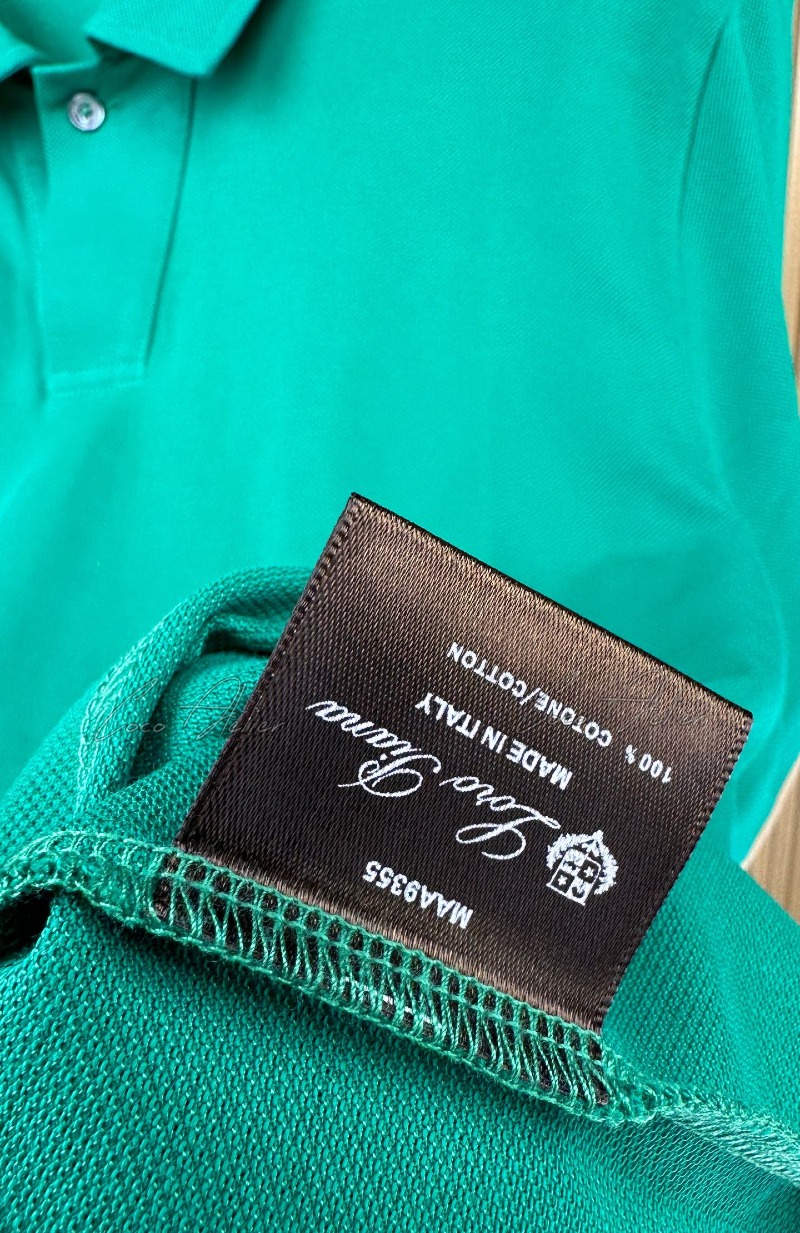 MAA9355
Loro Piana
MADE IN ITALY
100 % COTONE/COTTON